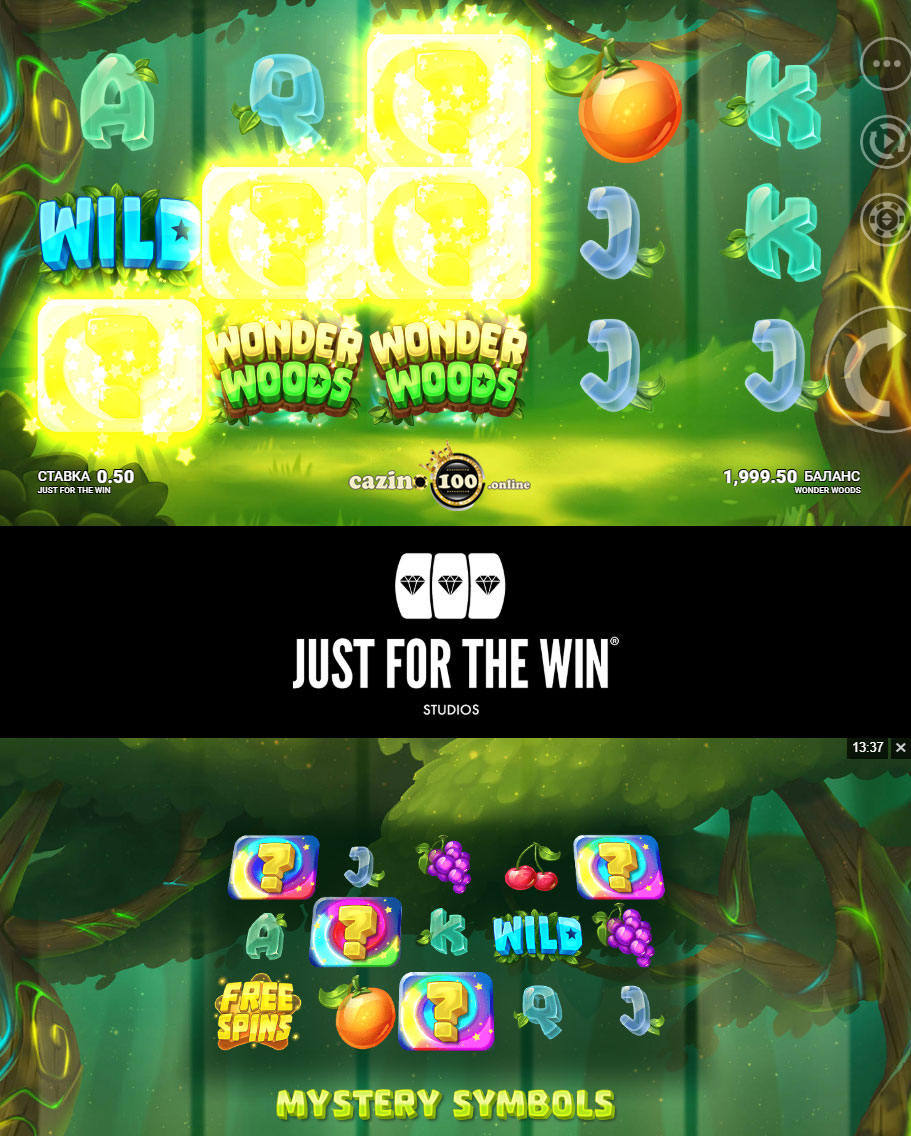 A Q K
WILD J K
WONDER WOODS WONDER WOODS J J
СТАВКА 0.50
JUST FOR THE WIN
cazino 100 .online
1,999.50 БАЛАНС
WONDER WOODS
JUST FOR THE WIN®
STUDIOS
13:37
? J ?
A ? K WILD
FREE SPINS ? Q J
MYSTERY SYMBOLS